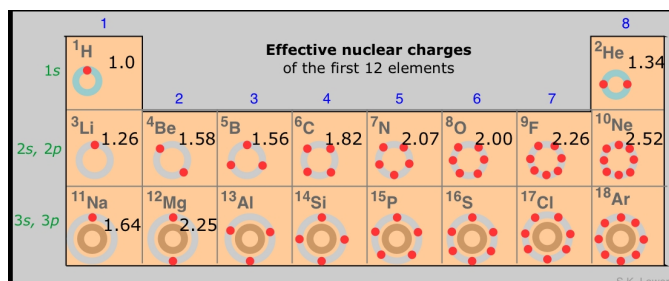 1 8
1s ¹H 1.0 Effective nuclear charges ²He 1.34
of the first 12 elements
2 3 4 5 6 7
2s, 2p ³Li 1.26 ⁴Be 1.58 ⁵B 1.56 ⁶C 1.82 ⁷N 2.07 ⁸O 2.00 ⁹F 2.26 ¹⁰Ne 2.52
3s, 3p ¹¹Na 1.64 ¹²Mg 2.25 ¹³Al ¹⁴Si ¹⁵P ¹⁶S ¹⁷Cl ¹⁸Ar